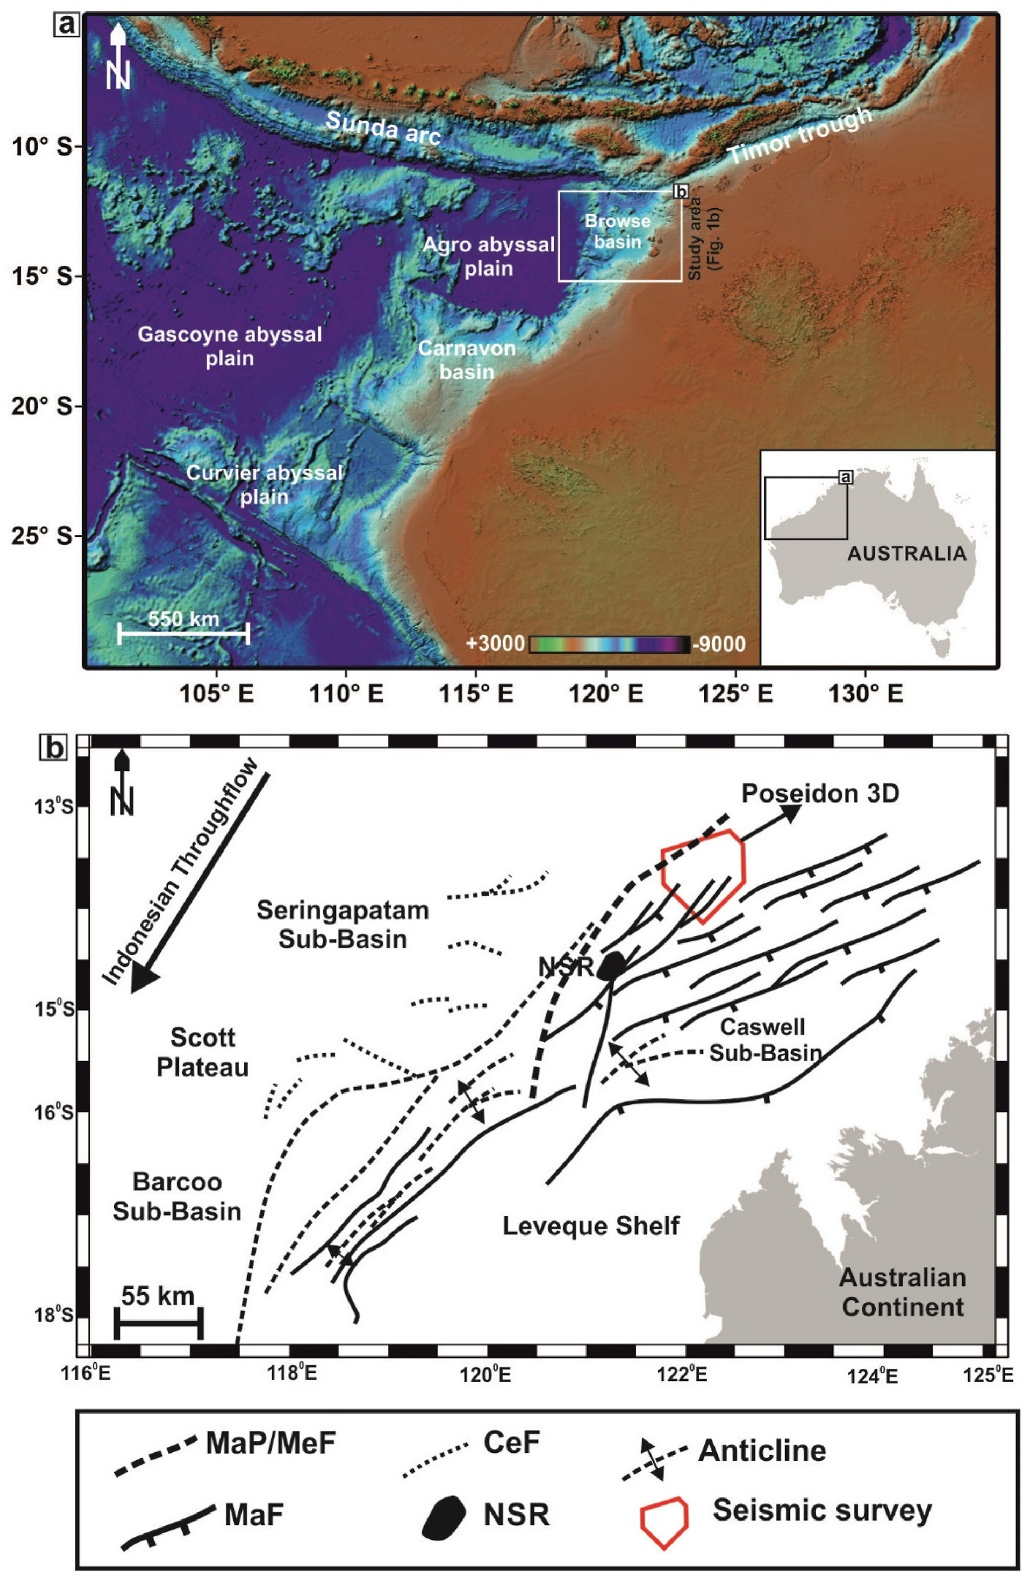 a
N
Sunda arc
Timor trough
10° S
b
Browse
basin
Study area
(Fig. 1b)
Agro abyssal
plain
15° S
Gascoyne abyssal
plain
Carnavon
basin
20° S
Curvier abyssal
plain
a
25° S
AUSTRALIA
550 km
+3000
-9000
105° E
110° E
115° E
120° E
125° E
130° E
b
N
Indonesian Throughflow
Poseidon 3D
13°S
Seringapatam
Sub-Basin
NSR
15°S
Scott
Plateau
Caswell
Sub-Basin
16°S
Barcoo
Sub-Basin
Leveque Shelf
Australian
Continent
55 km
18°S
116°E
118°E
120°E
122°E
124°E
125°E
MaP/MeF
CeF
Anticline
MaF
NSR
Seismic survey